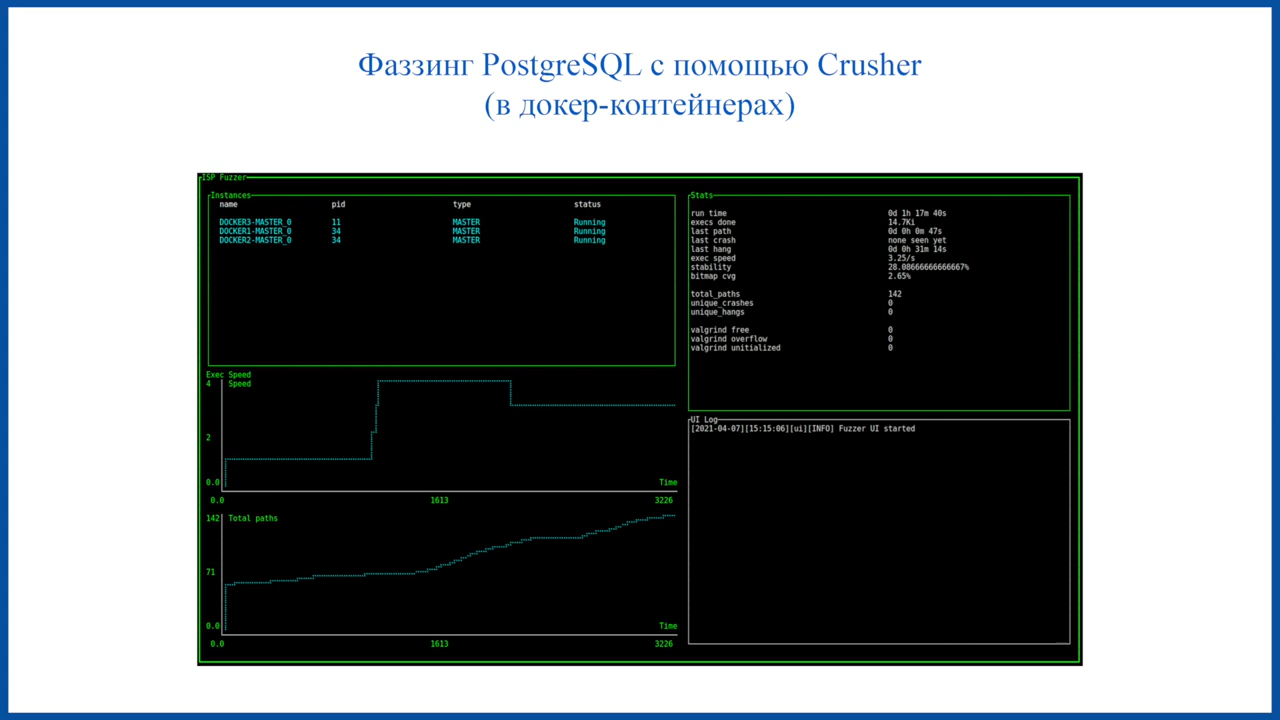 Фаззинг PostgreSQL с помощью Crusher
(в докер-контейнерах)
ISP Fuzzer
Instances
name pid type status
DOCKER3-MASTER_0 11 MASTER Running
DOCKER1-MASTER_0 34 MASTER Running
DOCKER2-MASTER_0 34 MASTER Running
Stats
run time 0d 1h 17m 40s
execs done 14.7Ki
last path 0d 0h 0m 47s
last crash none seen yet
last hang 0d 0h 31m 14s
exec speed 3.25/s
stability 28.08666666666667%
bitmap cvg 2.65%
total_paths 142
unique_crashes 0
unique_hangs 0
valgrind free 0
valgrind overflow 0
valgrind unitialized 0
Exec Speed
4 Speed
2
0.0 Time
0.0 1613 3226
142 Total paths
71
0.0 Time
0.0 1613 3226
UI Log
[2021-04-07][15:15:06][ui][INFO] Fuzzer UI started